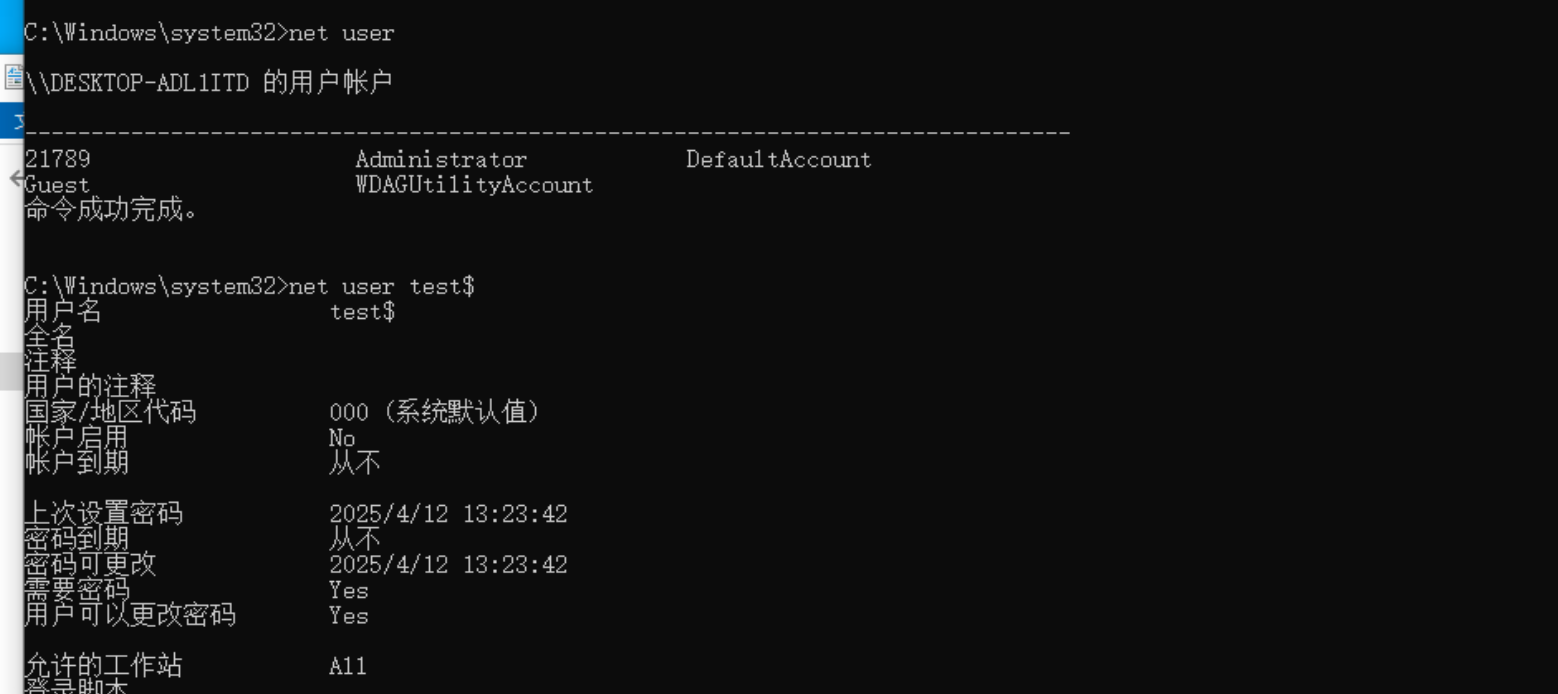 C:\Windows\system32>net user
\\DESKTOP-ADL1ITD 的用户帐户
-------------------------------------------------------------------------------
21789                    Administrator            DefaultAccount
Guest                    WDAGUtilityAccount
命令成功完成。
C:\Windows\system32>net user test$
用户名                 test$
全名
注释
用户的注释
国家/地区代码          000 (系统默认值)
帐户启用               No
帐户到期               从不
上次设置密码           2025/4/12 13:23:42
密码到期               从不
密码可更改             2025/4/12 13:23:42
需要密码               Yes
用户可以更改密码       Yes
允许的工作站           All
登录脚本